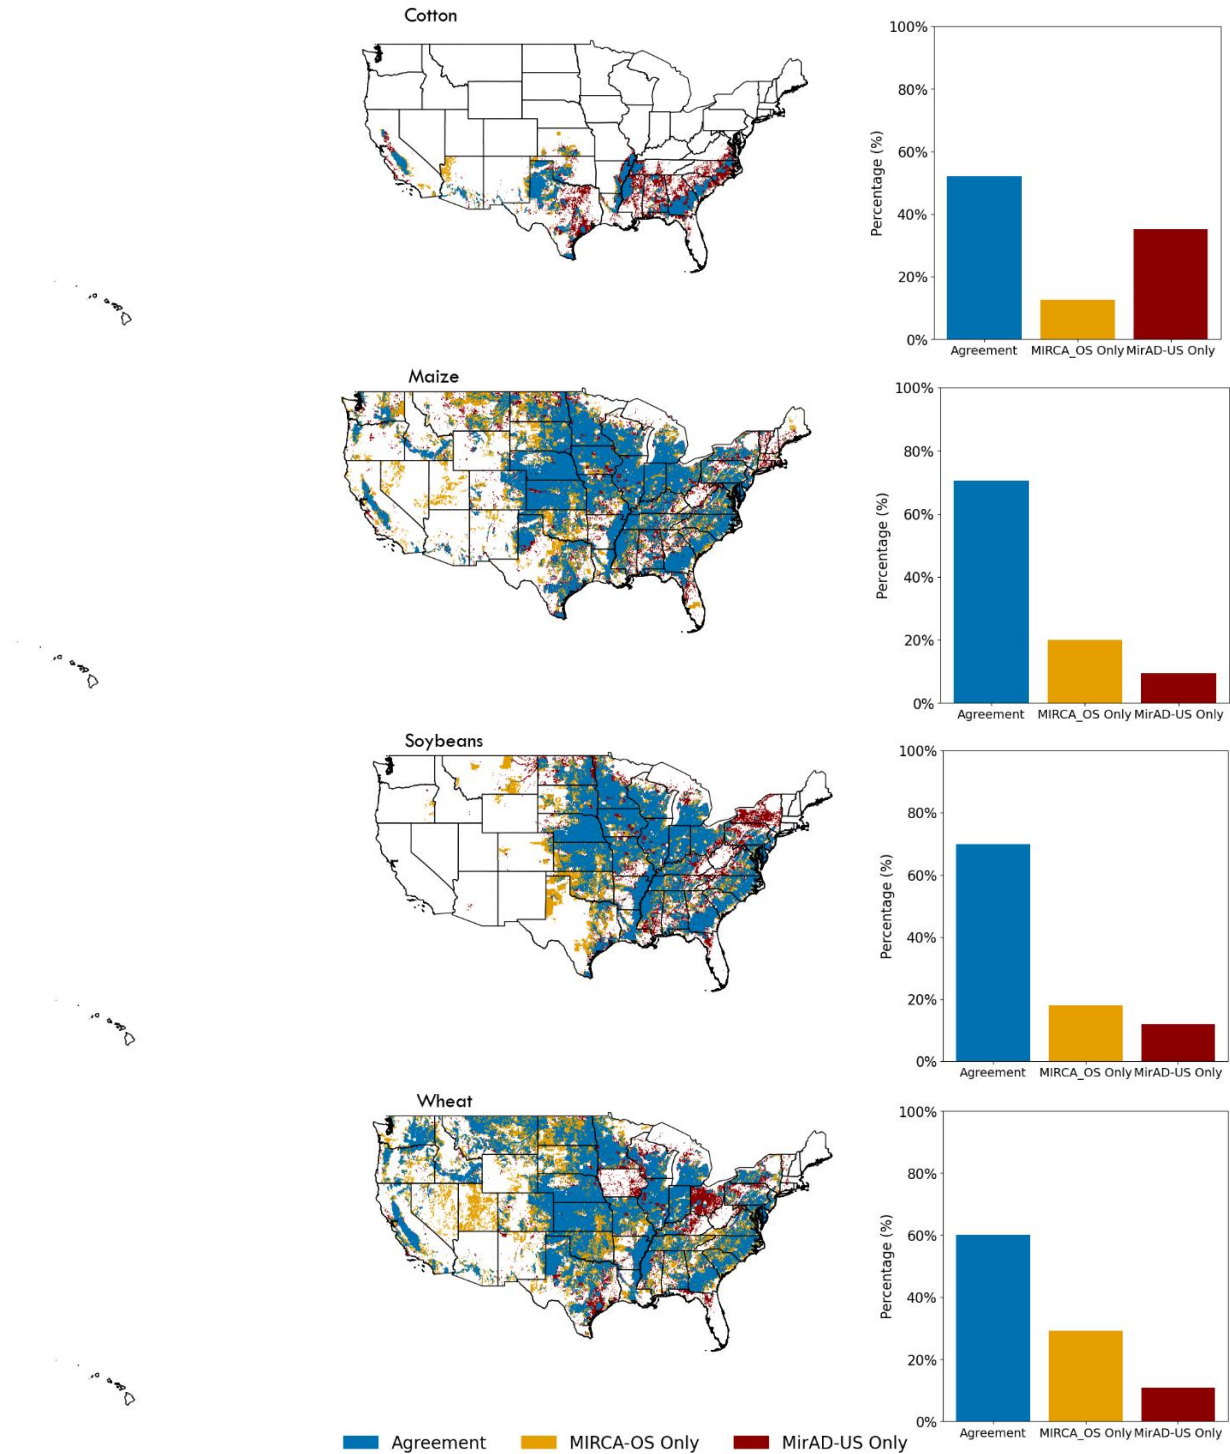 Cotton
100%
80%
60%
40%
20%
0%
Percentage (%)
Agreement
MIRCA_OS Only
MirAD-US Only
Maize
100%
80%
60%
40%
20%
0%
Percentage (%)
Agreement
MIRCA_OS Only
MirAD-US Only
Soybeans
100%
80%
60%
40%
20%
0%
Percentage (%)
Agreement
MIRCA_OS Only
MirAD-US Only
Wheat
100%
80%
60%
40%
20%
0%
Percentage (%)
Agreement
MIRCA_OS Only
MirAD-US Only
Agreement
MIRCA-OS Only
MirAD-US Only